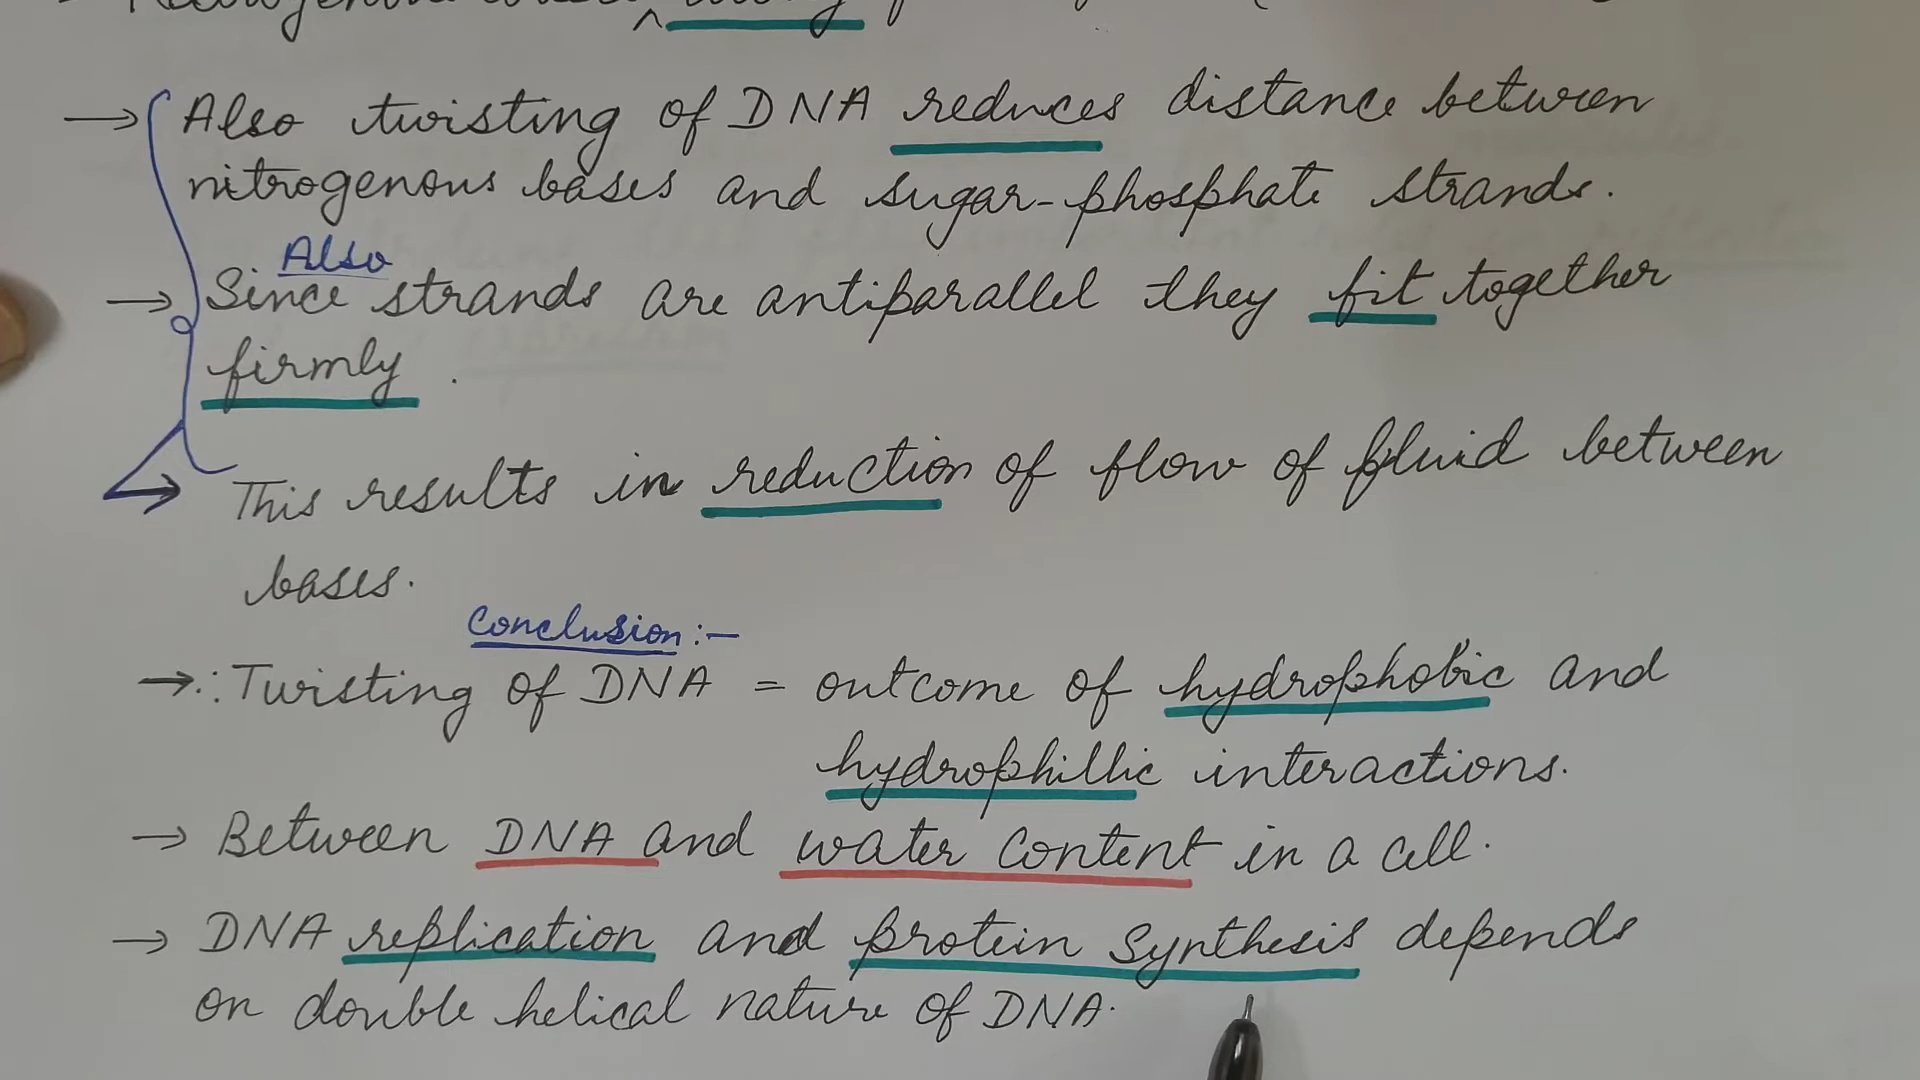 → Also twisting of DNA reduces distance between
nitrogenous bases and sugar-phosphate strands.
Also
→ Since strands are antiparallel they fit together
firmly.
→ This results in reduction of flow of fluid between
bases.
Conclusion:-
→ ∴ Twisting of DNA = outcome of hydrophobic and
hydrophillic interactions.
→ Between DNA and water content in a cell.
→ DNA replication and protein synthesis depends
on double helical nature of DNA.